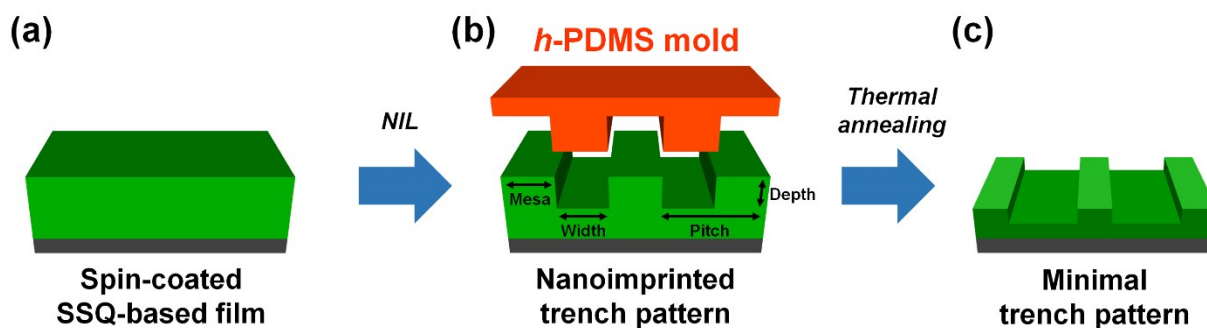 (a)
Spin-coated
SSQ-based film
NIL
(b)
h-PDMS mold
Mesa
Width
Pitch
Depth
Nanoimprinted
trench pattern
Thermal
annealing
(c)
Minimal
trench pattern